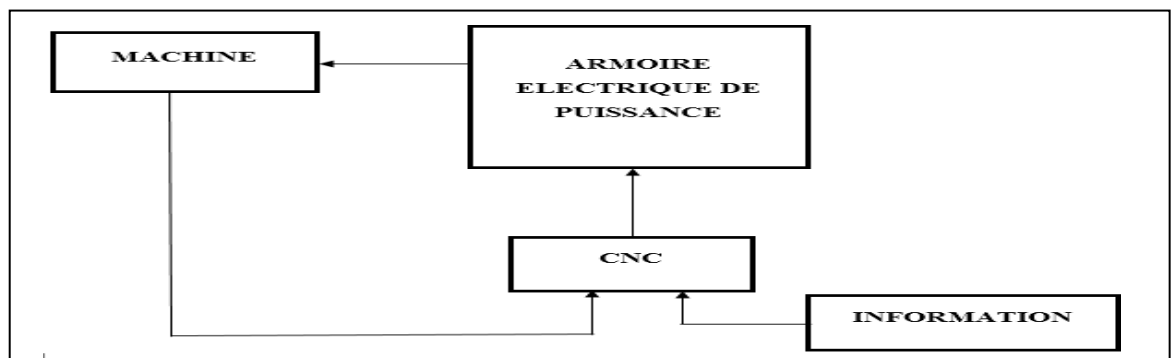 MACHINE
ARMOIRE
ELECTRIQUE DE
PUISSANCE
CNC
INFORMATION